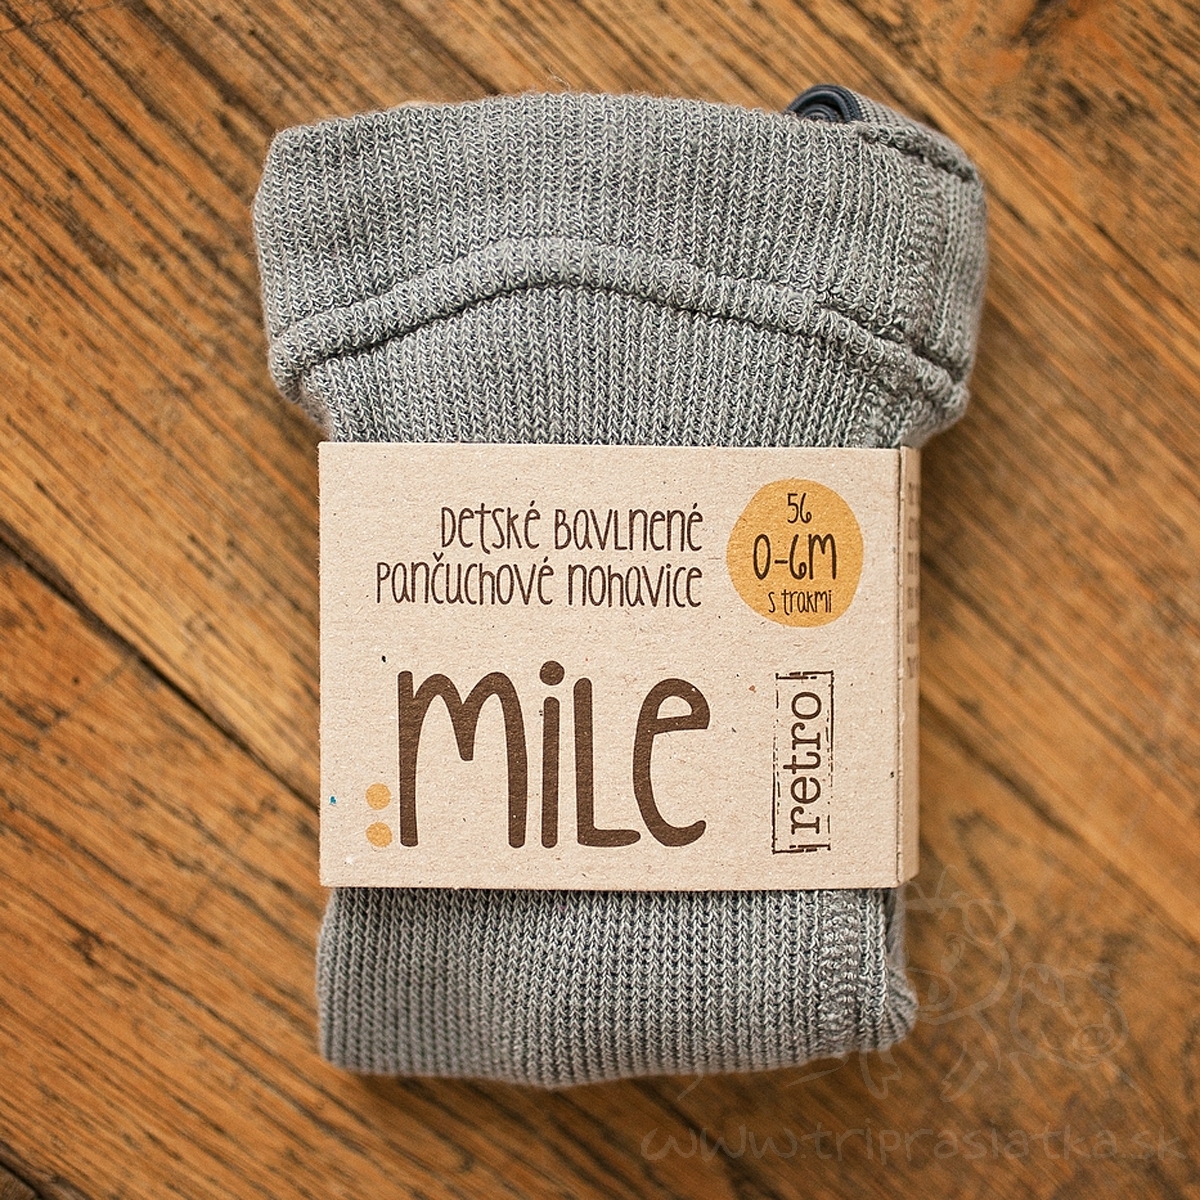 Detské bavlnené
pančuchové nohavice
56
0-6M
s trakmi
:mile
retro
www.triprasiatka.sk